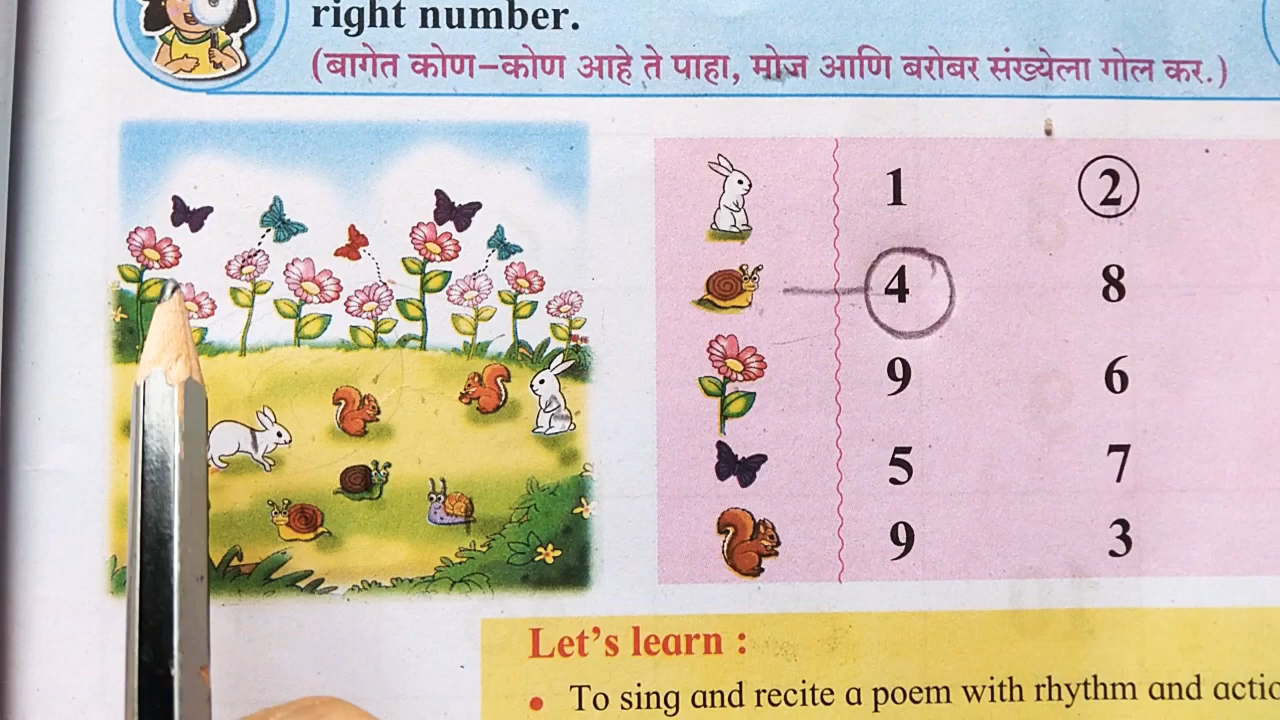 right number.
(बागेत कोण-कोण आहे ते पाहा, मोज आणि बरोबर संख्येला गोल कर.)
1 2
4 8
9 6
5 7
9 3
Let's learn :
• To sing and recite a poem with rhythm and actio